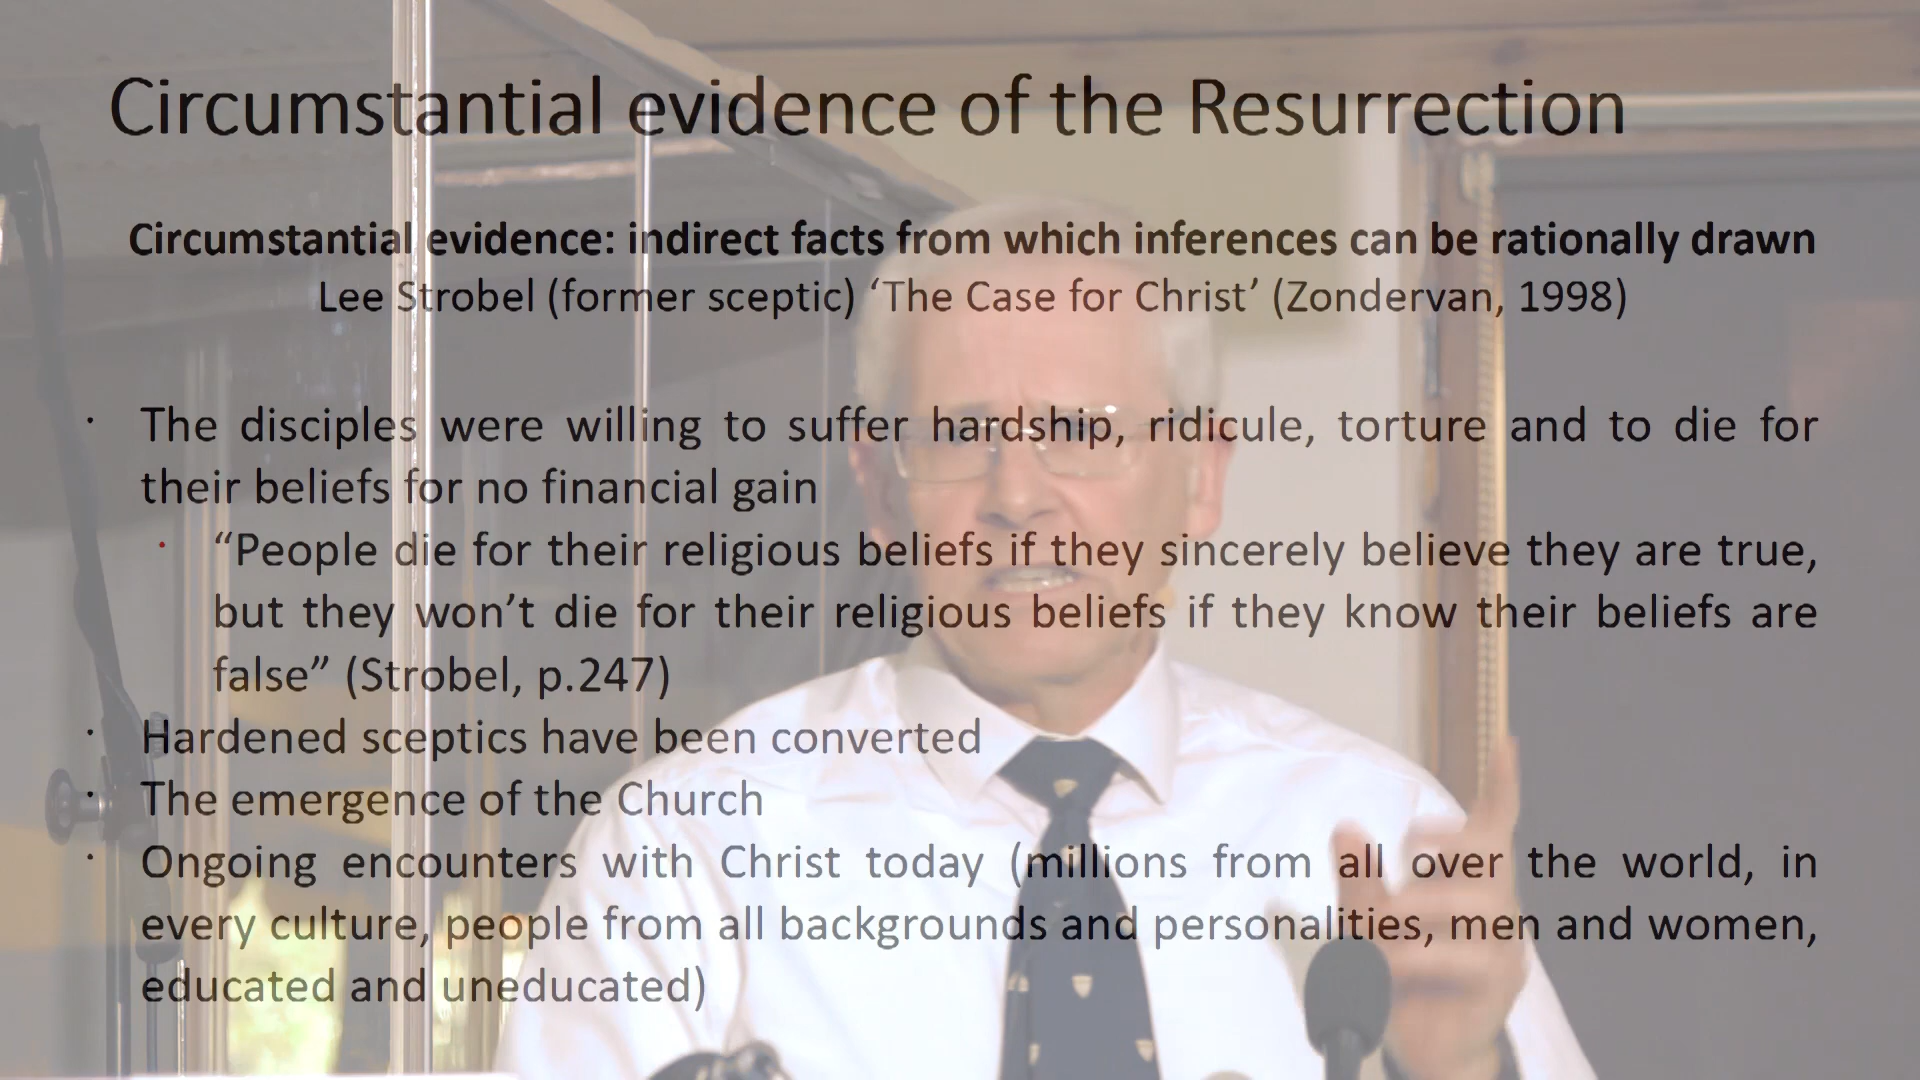 Circumstantial evidence of the Resurrection
Circumstantial evidence: indirect facts from which inferences can be rationally drawn
Lee Strobel (former sceptic) ‘The Case for Christ’ (Zondervan, 1998)
· The disciples were willing to suffer hardship, ridicule, torture and to die for
their beliefs for no financial gain
· “People die for their religious beliefs if they sincerely believe they are true,
but they won’t die for their religious beliefs if they know their beliefs are
false” (Strobel, p.247)
· Hardened sceptics have been converted
· The emergence of the Church
· Ongoing encounters with Christ today (millions from all over the world, in
every culture, people from all backgrounds and personalities, men and women,
educated and uneducated)